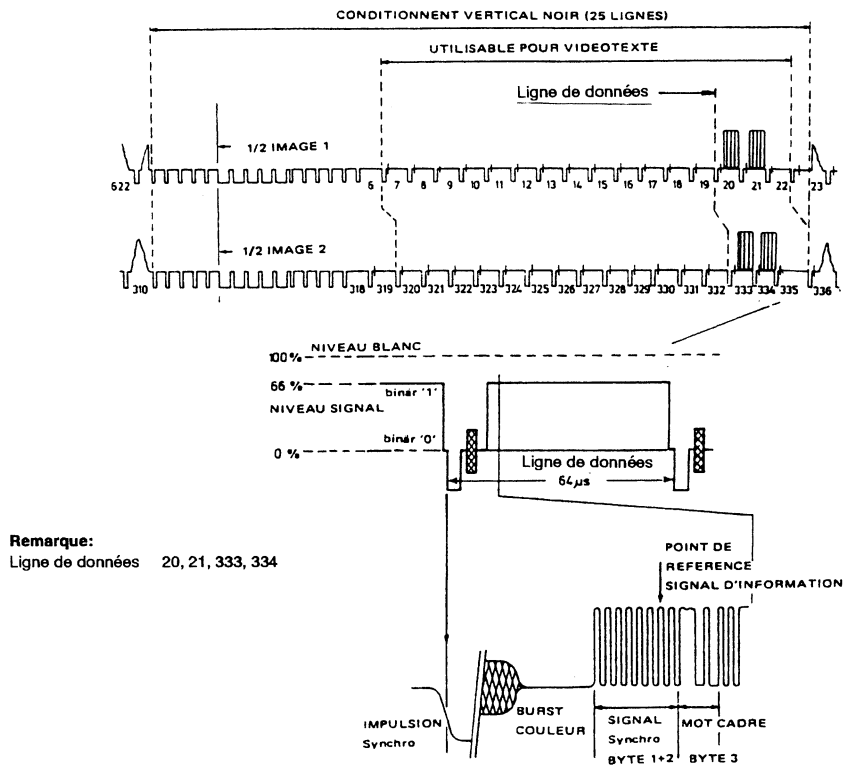 CONDITIONNENT VERTICAL NOIR (25 LIGNES)
UTILISABLE POUR VIDEOTEXTE
Ligne de données
1/2 IMAGE 1
622 6 7 8 9 10 11 12 13 14 15 16 17 18 19 20 21 22 23
1/2 IMAGE 2
310 318 319 320 321 322 323 324 325 326 327 328 329 330 331 332 333 334 335 336
NIVEAU BLANC
100%
66 %
binär '1'
NIVEAU SIGNAL
binär '0'
0 %
Ligne de données
64µs
Remarque:
Ligne de données 20, 21, 333, 334
POINT DE
REFERENCE
SIGNAL D'INFORMATION
IMPULSION
Synchro
BURST
COULEUR
SIGNAL
Synchro
BYTE 1+2
MOT CADRE
BYTE 3